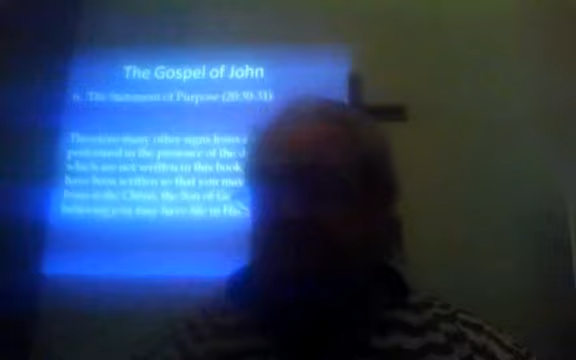 The Gospel of John
6. The Statement of Purpose (20:30-31)
Therefore many other signs Jesus
performed in the presence of the d
which are not written in this book
have been written so that you may
the Christ, the Son of G
believing you may have life in His